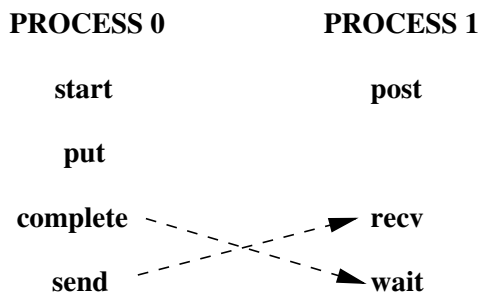 PROCESS 0 PROCESS 1
start post
put
complete recv
send wait